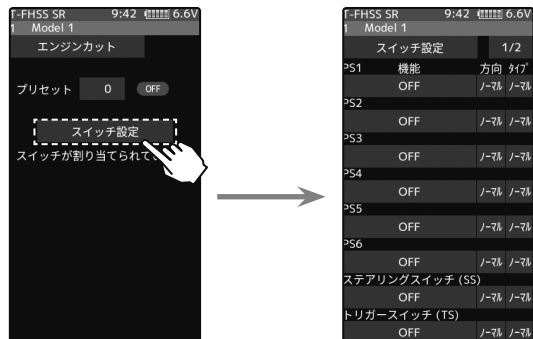 T-FHSS SR 9:42 6.6V
1 Model 1
エンジンカット
プリセット 0 OFF
スイッチ設定
スイッチが割り当てられて
T-FHSS SR 9:42 6.6V
1 Model 1
スイッチ設定 1/2
PS1 機能 方向 タイプ
OFF ノーマル ノーマル
PS2
OFF ノーマル ノーマル
PS3
OFF ノーマル ノーマル
PS4
OFF ノーマル ノーマル
PS5
OFF ノーマル ノーマル
PS6
OFF ノーマル ノーマル
ステアリングスイッチ (SS)
OFF ノーマル ノーマル
トリガースイッチ (TS)
OFF ノーマル ノーマル